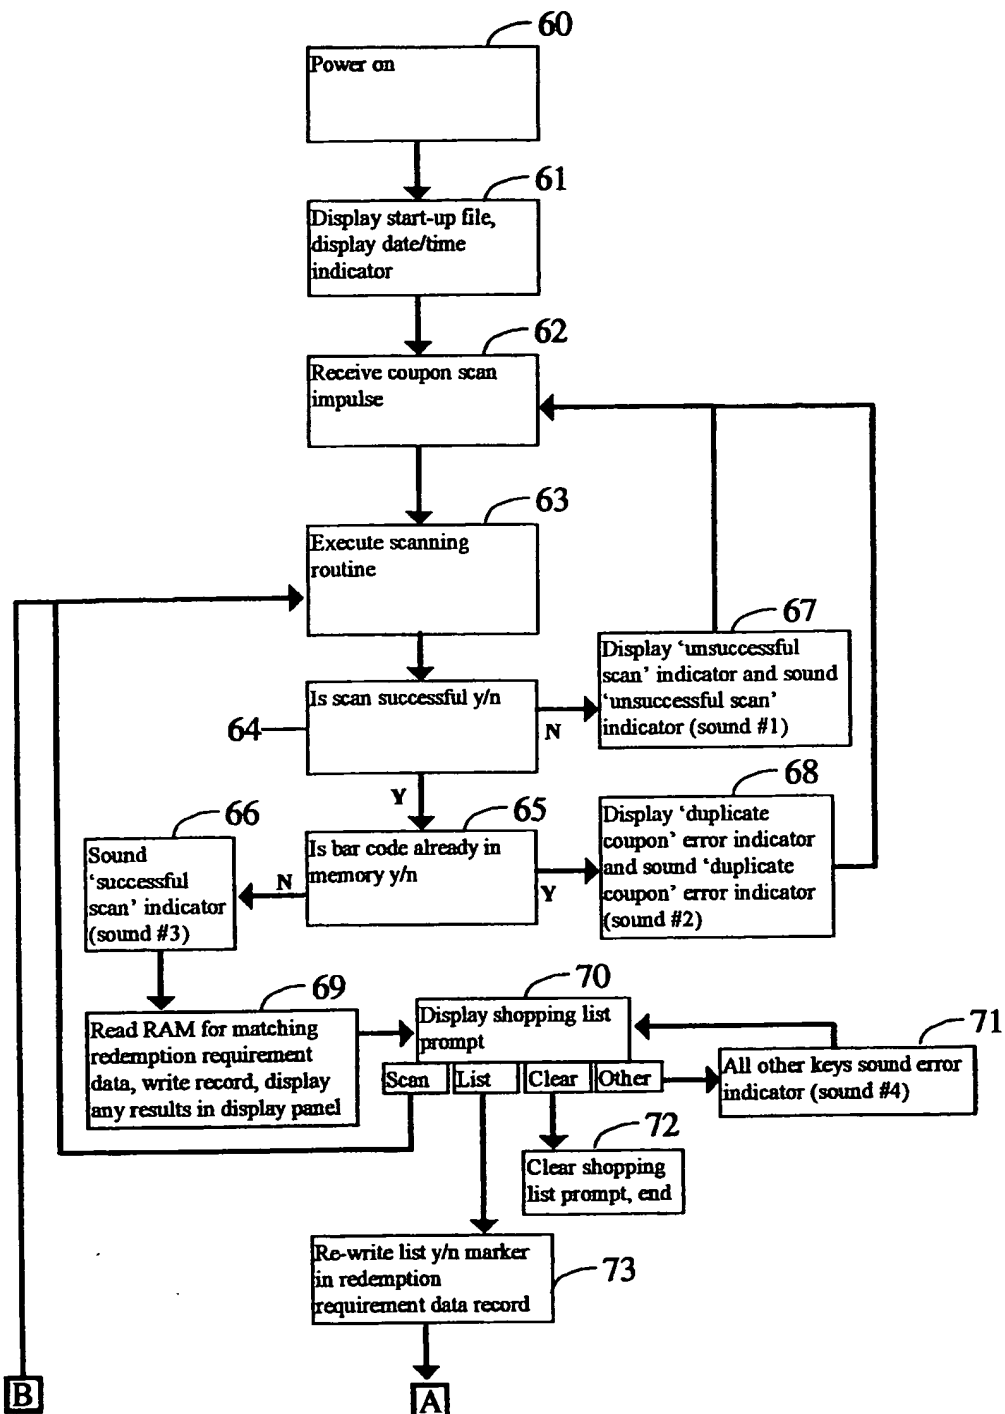 60
Power on
61
Display start-up file,
display date/time
indicator
62
Receive coupon scan
impulse
63
Execute scanning
routine
67
Display ‘unsuccessful
scan’ indicator and sound
‘unsuccessful scan’
indicator (sound #1)
Is scan successful y/n
64
N
Y
68
Display ‘duplicate
coupon’ error indicator
and sound ‘duplicate
coupon’ error indicator
(sound #2)
65
Is bar code already in
memory y/n
N
Y
66
Sound
‘successful
scan’ indicator
(sound #3)
69
Read RAM for matching
redemption requirement
data, write record, display
any results in display panel
70
Display shopping list
prompt
Scan
List
Clear
Other
71
All other keys sound error
indicator (sound #4)
72
Clear shopping
list prompt, end
Re-write list y/n marker
in redemption
requirement data record
73
B
A